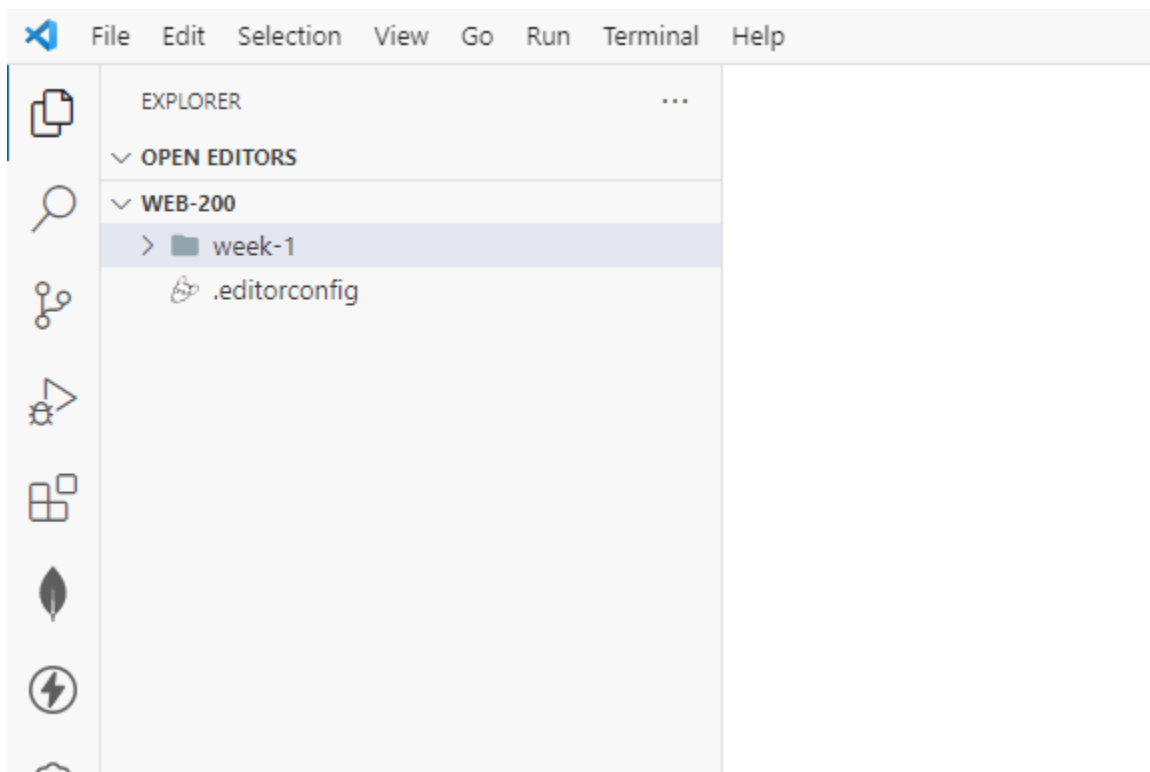 File Edit Selection View Go Run Terminal Help
EXPLORER
OPEN EDITORS
WEB-200
week-1
.editorconfig